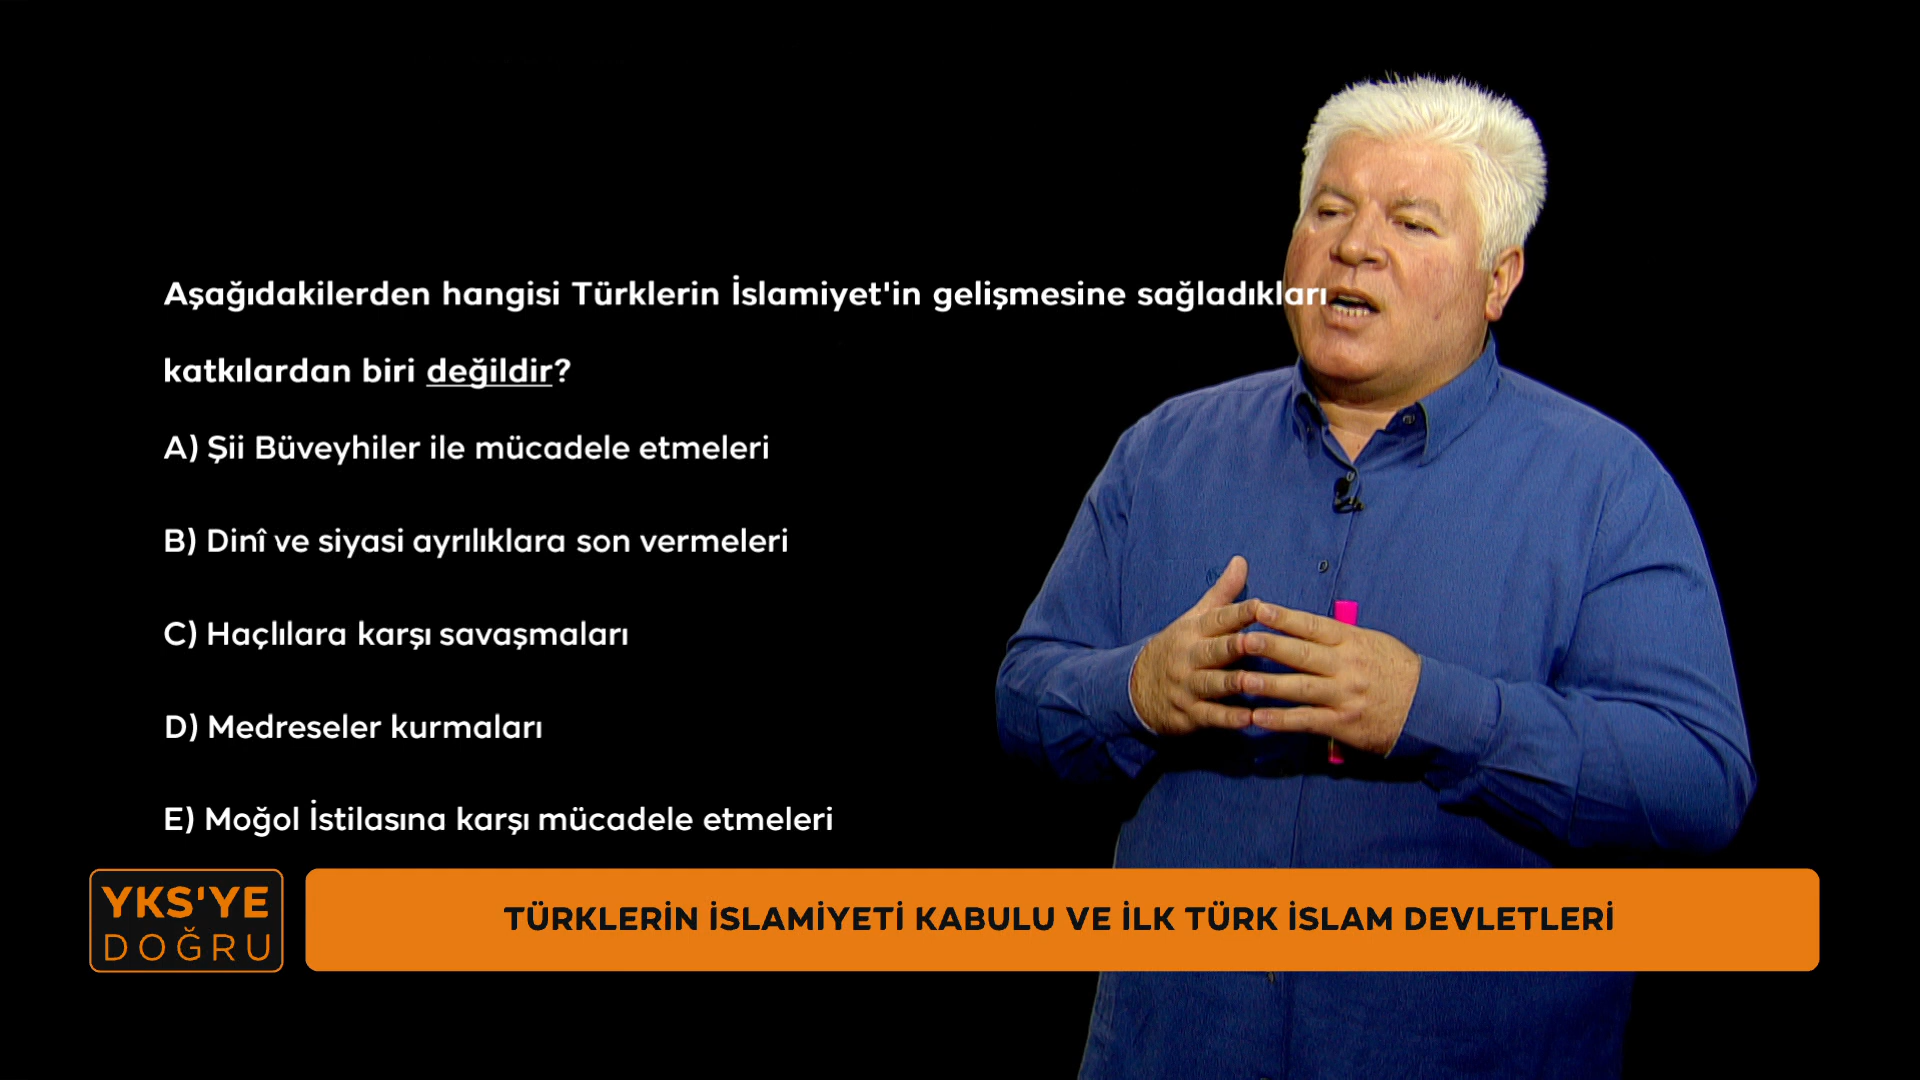 Aşağıdakilerden hangisi Türklerin İslamiyet'in gelişmesine sağladıkları
katkılardan biri değildir?
A) Şii Büveyhiler ile mücadele etmeleri
B) Dinî ve siyasi ayrılıklara son vermeleri
C) Haçlılara karşı savaşmaları
D) Medreseler kurmaları
E) Moğol İstilasına karşı mücadele etmeleri
YKS'YE
DOĞRU
TÜRKLERİN İSLAMİYETİ KABULU VE İLK TÜRK İSLAM DEVLETLERİ